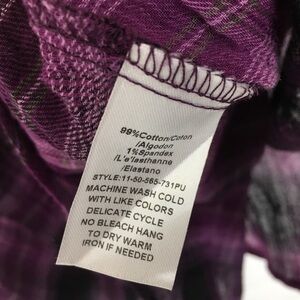 99%Cotton/Coton
/Algodon
1%Spandex
/L'elasthanne
/Elastano
STYLE:11-50-565-731PU
MACHINE WASH COLD
WITH LIKE COLORS
DELICATE CYCLE
NO BLEACH HANG
TO DRY WARM
IRON IF NEEDED